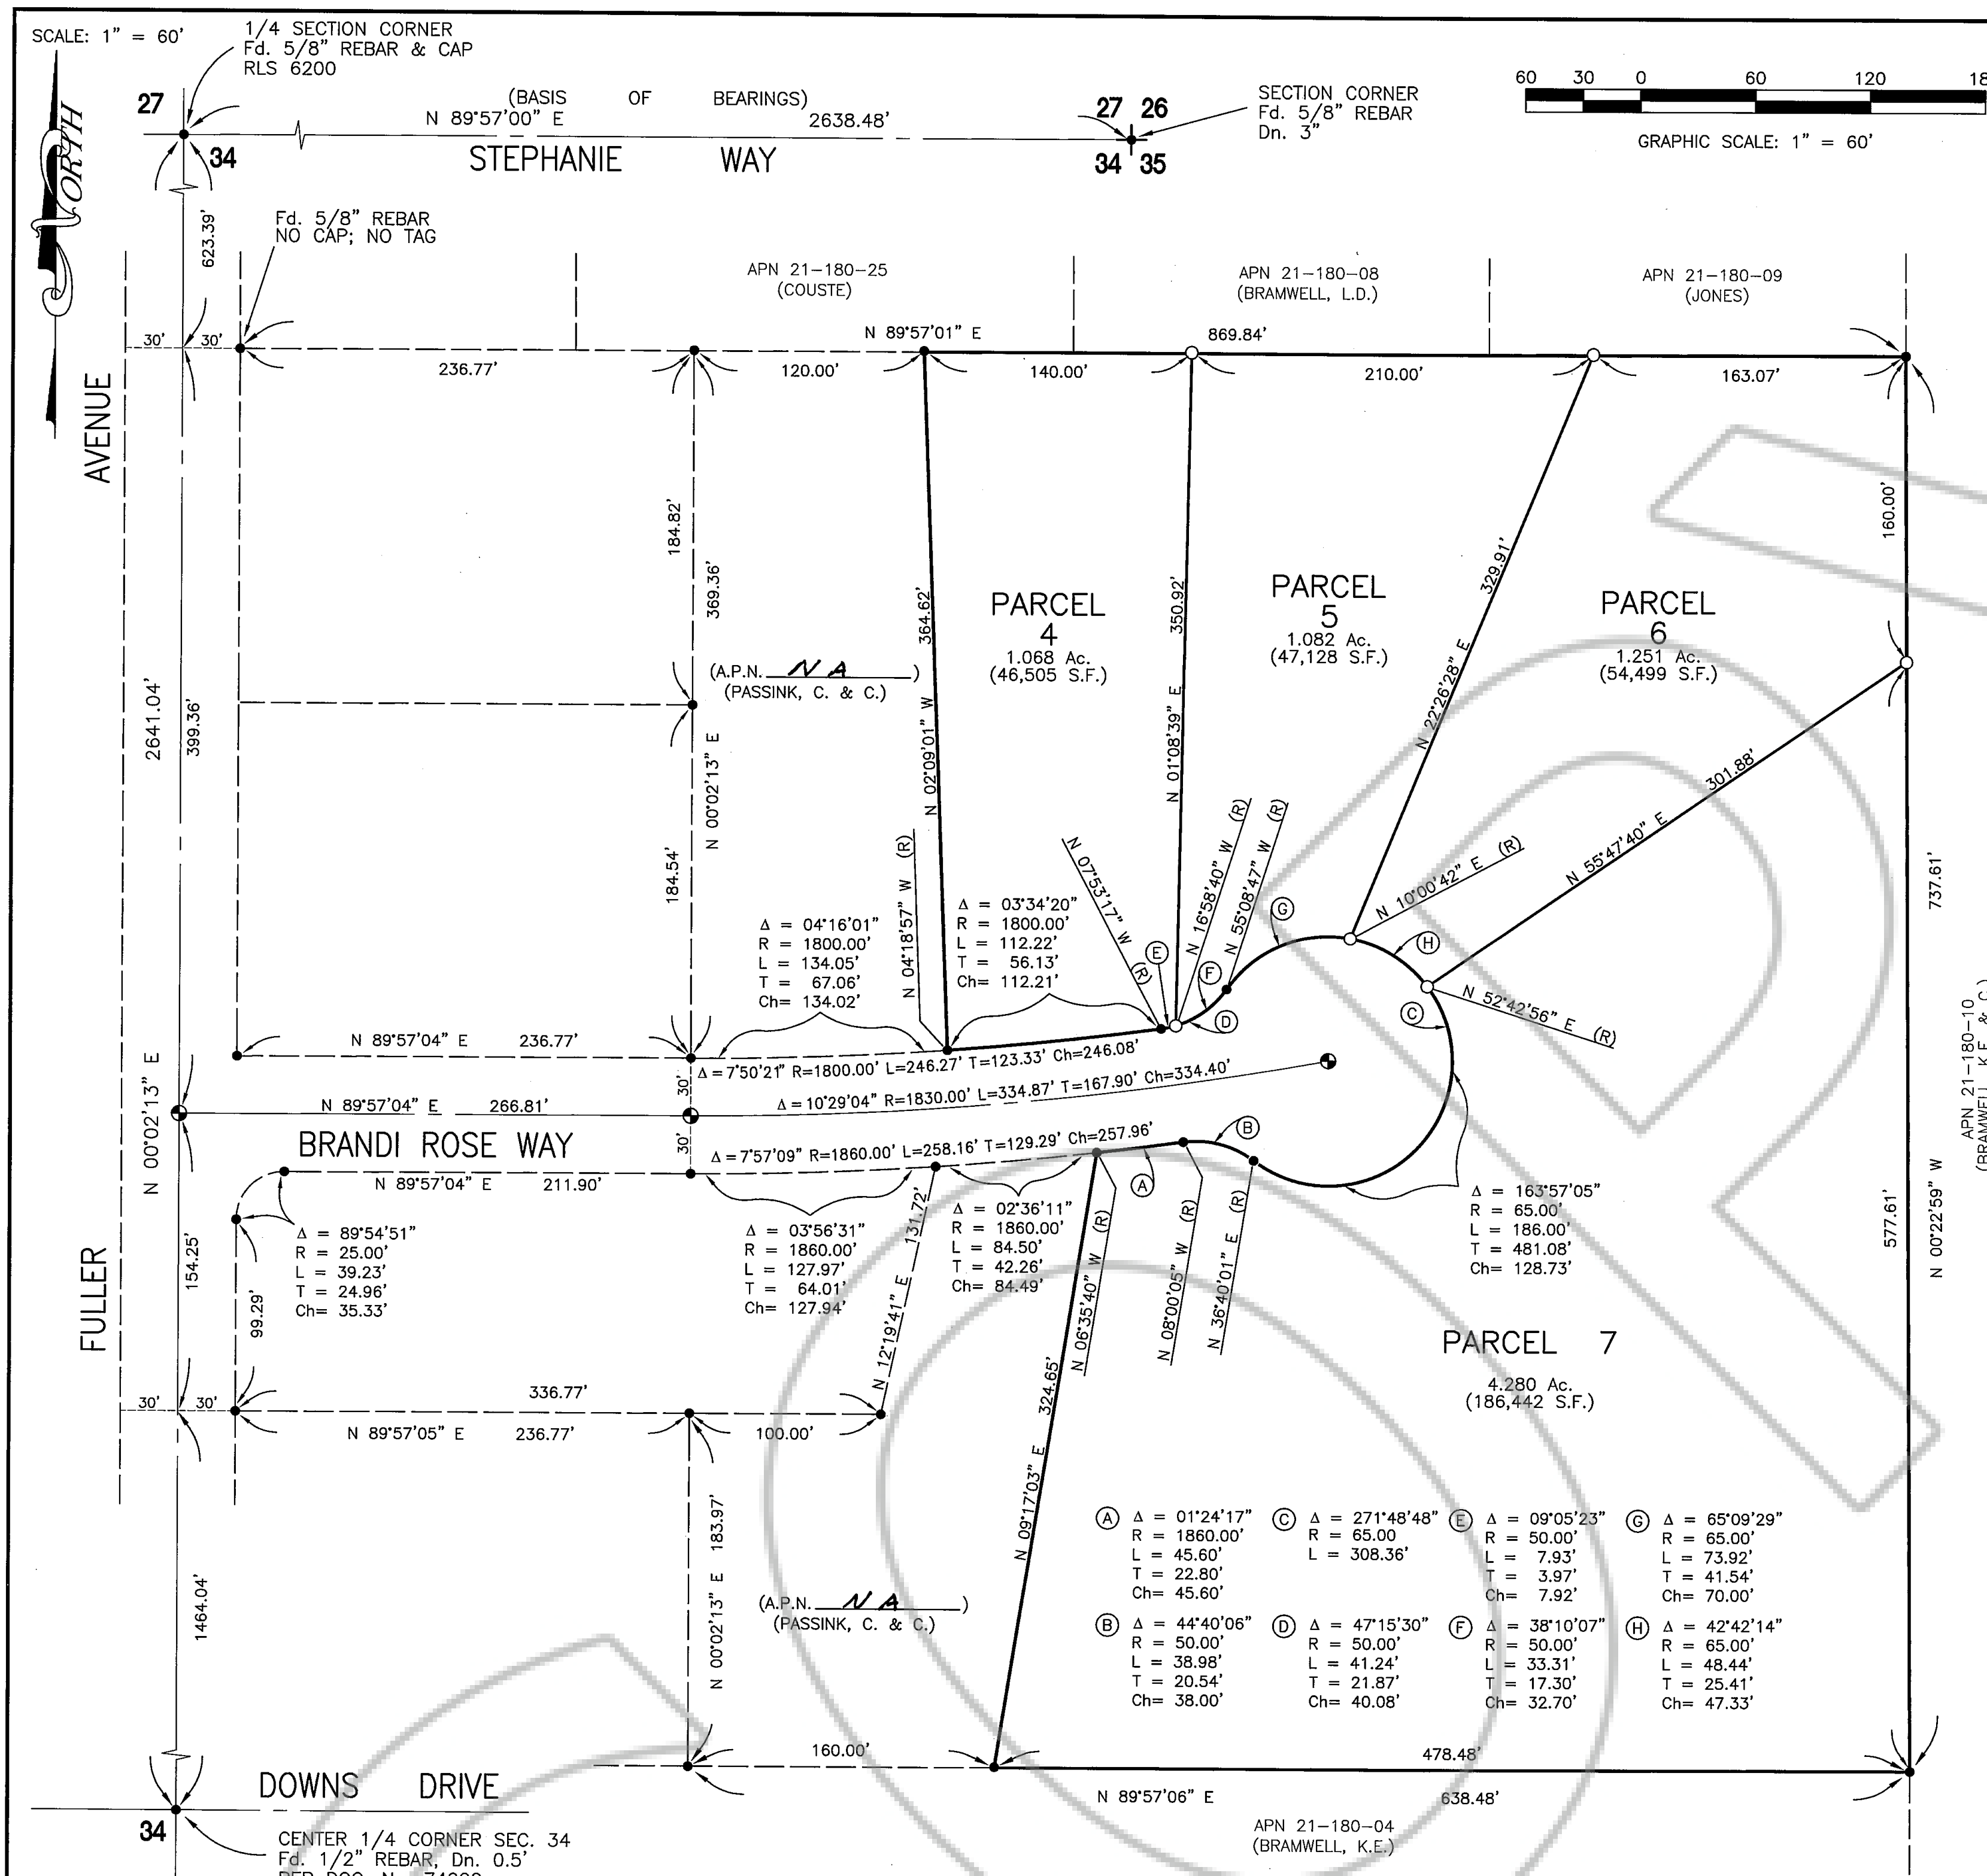 SCALE: 1" = 60'
1/4 SECTION CORNER
Fd. 5/8" REBAR & CAP
RLS 6200
NORTH
27
34
(BASIS OF BEARINGS)
N 89°57'00" E 2638.48'
STEPHANIE WAY
27 26
34 35
SECTION CORNER
Fd. 5/8" REBAR
Dn. 3"
60 30 0 60 120 18
GRAPHIC SCALE: 1" = 60'
623.39'
Fd. 5/8" REBAR
NO CAP; NO TAG
APN 21-180-25
(COUSTE)
APN 21-180-08
(BRAMWELL, L.D.)
APN 21-180-09
(JONES)
30' 30'
N 89°57'01" E 869.84'
236.77' 120.00' 140.00' 210.00' 163.07'
AVENUE
184.82'
369.36'
364.62'
350.92'
329.91'
160.00'
PARCEL
4
1.068 Ac.
(46,505 S.F.)
PARCEL
5
1.082 Ac.
(47,128 S.F.)
PARCEL
6
1.251 Ac.
(54,499 S.F.)
(A.P.N. NA )
(PASSINK, C. & C.)
2641.04'
399.36'
N 00°02'13" E
184.54'
N 02°09'01" W
N 01°08'39" E
N 22°26'28" E
301.88'
N 55°47'40" E
737.61'
N 04°18'57" W (R)
N 07°53'17" W (R)
N 16°58'40" W (R)
N 55°08'47" W (R)
N 10°00'42" E (R)
N 52°42'56" E (R)
Δ = 04°16'01"
R = 1800.00'
L = 134.05'
T = 67.06'
Ch= 134.02'
Δ = 03°34'20"
R = 1800.00'
L = 112.22'
T = 56.13'
Ch= 112.21'
E
F
D
G
H
C
N 89°57'04" E 236.77'
Δ = 7°50'21" R=1800.00' L=246.27' T=123.33' Ch=246.08'
30'
N 89°57'04" E 266.81'
Δ = 10°29'04" R=1830.00' L=334.87' T=167.90' Ch=334.40'
N 00°02'13" E
BRANDI ROSE WAY
30'
Δ = 7°57'09" R=1860.00' L=258.16' T=129.29' Ch=257.96'
B
A
N 89°57'04" E 211.90'
APN 21-180-10
(BRAMWELL, K.E. & C.)
N 00°22'59" W
577.61'
Δ = 89°54'51"
R = 25.00'
L = 39.23'
T = 24.96'
Ch= 35.33'
Δ = 03°56'31"
R = 1860.00'
L = 127.97'
T = 64.01'
Ch= 127.94'
Δ = 02°36'11"
R = 1860.00'
L = 84.50'
T = 42.26'
Ch= 84.49'
Δ = 163°57'05"
R = 65.00'
L = 186.00'
T = 481.08'
Ch= 128.73'
FULLER
154.25'
99.29'
N 12°19'41" E 131.72'
N 06°35'40" W (R)
N 08°00'05" W (R)
N 36°40'01" E (R)
PARCEL 7
4.280 Ac.
(186,442 S.F.)
30' 30'
336.77'
N 89°57'05" E 236.77' 100.00'
N 09°17'03" E 324.65'
N 00°02'13" E 183.97'
1464.04'
(A.P.N. NA )
(PASSINK, C. & C.)
A Δ = 01°24'17"
R = 1860.00'
L = 45.60'
T = 22.80'
Ch= 45.60'
C Δ = 271°48'48"
R = 65.00
L = 308.36'
E Δ = 09°05'23"
R = 50.00'
L = 7.93'
T = 3.97'
Ch= 7.92'
G Δ = 65°09'29"
R = 65.00'
L = 73.92'
T = 41.54'
Ch= 70.00'
B Δ = 44°40'06"
R = 50.00'
L = 38.98'
T = 20.54'
Ch= 38.00'
D Δ = 47°15'30"
R = 50.00'
L = 41.24'
T = 21.87'
Ch= 40.08'
F Δ = 38°10'07"
R = 50.00'
L = 33.31'
T = 17.30'
Ch= 32.70'
H Δ = 42°42'14"
R = 65.00'
L = 48.44'
T = 25.41'
Ch= 47.33'
160.00'
478.48'
N 89°57'06" E 638.48'
DOWNS DRIVE
34
CENTER 1/4 CORNER SEC. 34
Fd. 1/2" REBAR, Dn. 0.5'
APN 21-180-04
(BRAMWELL, K.E.)